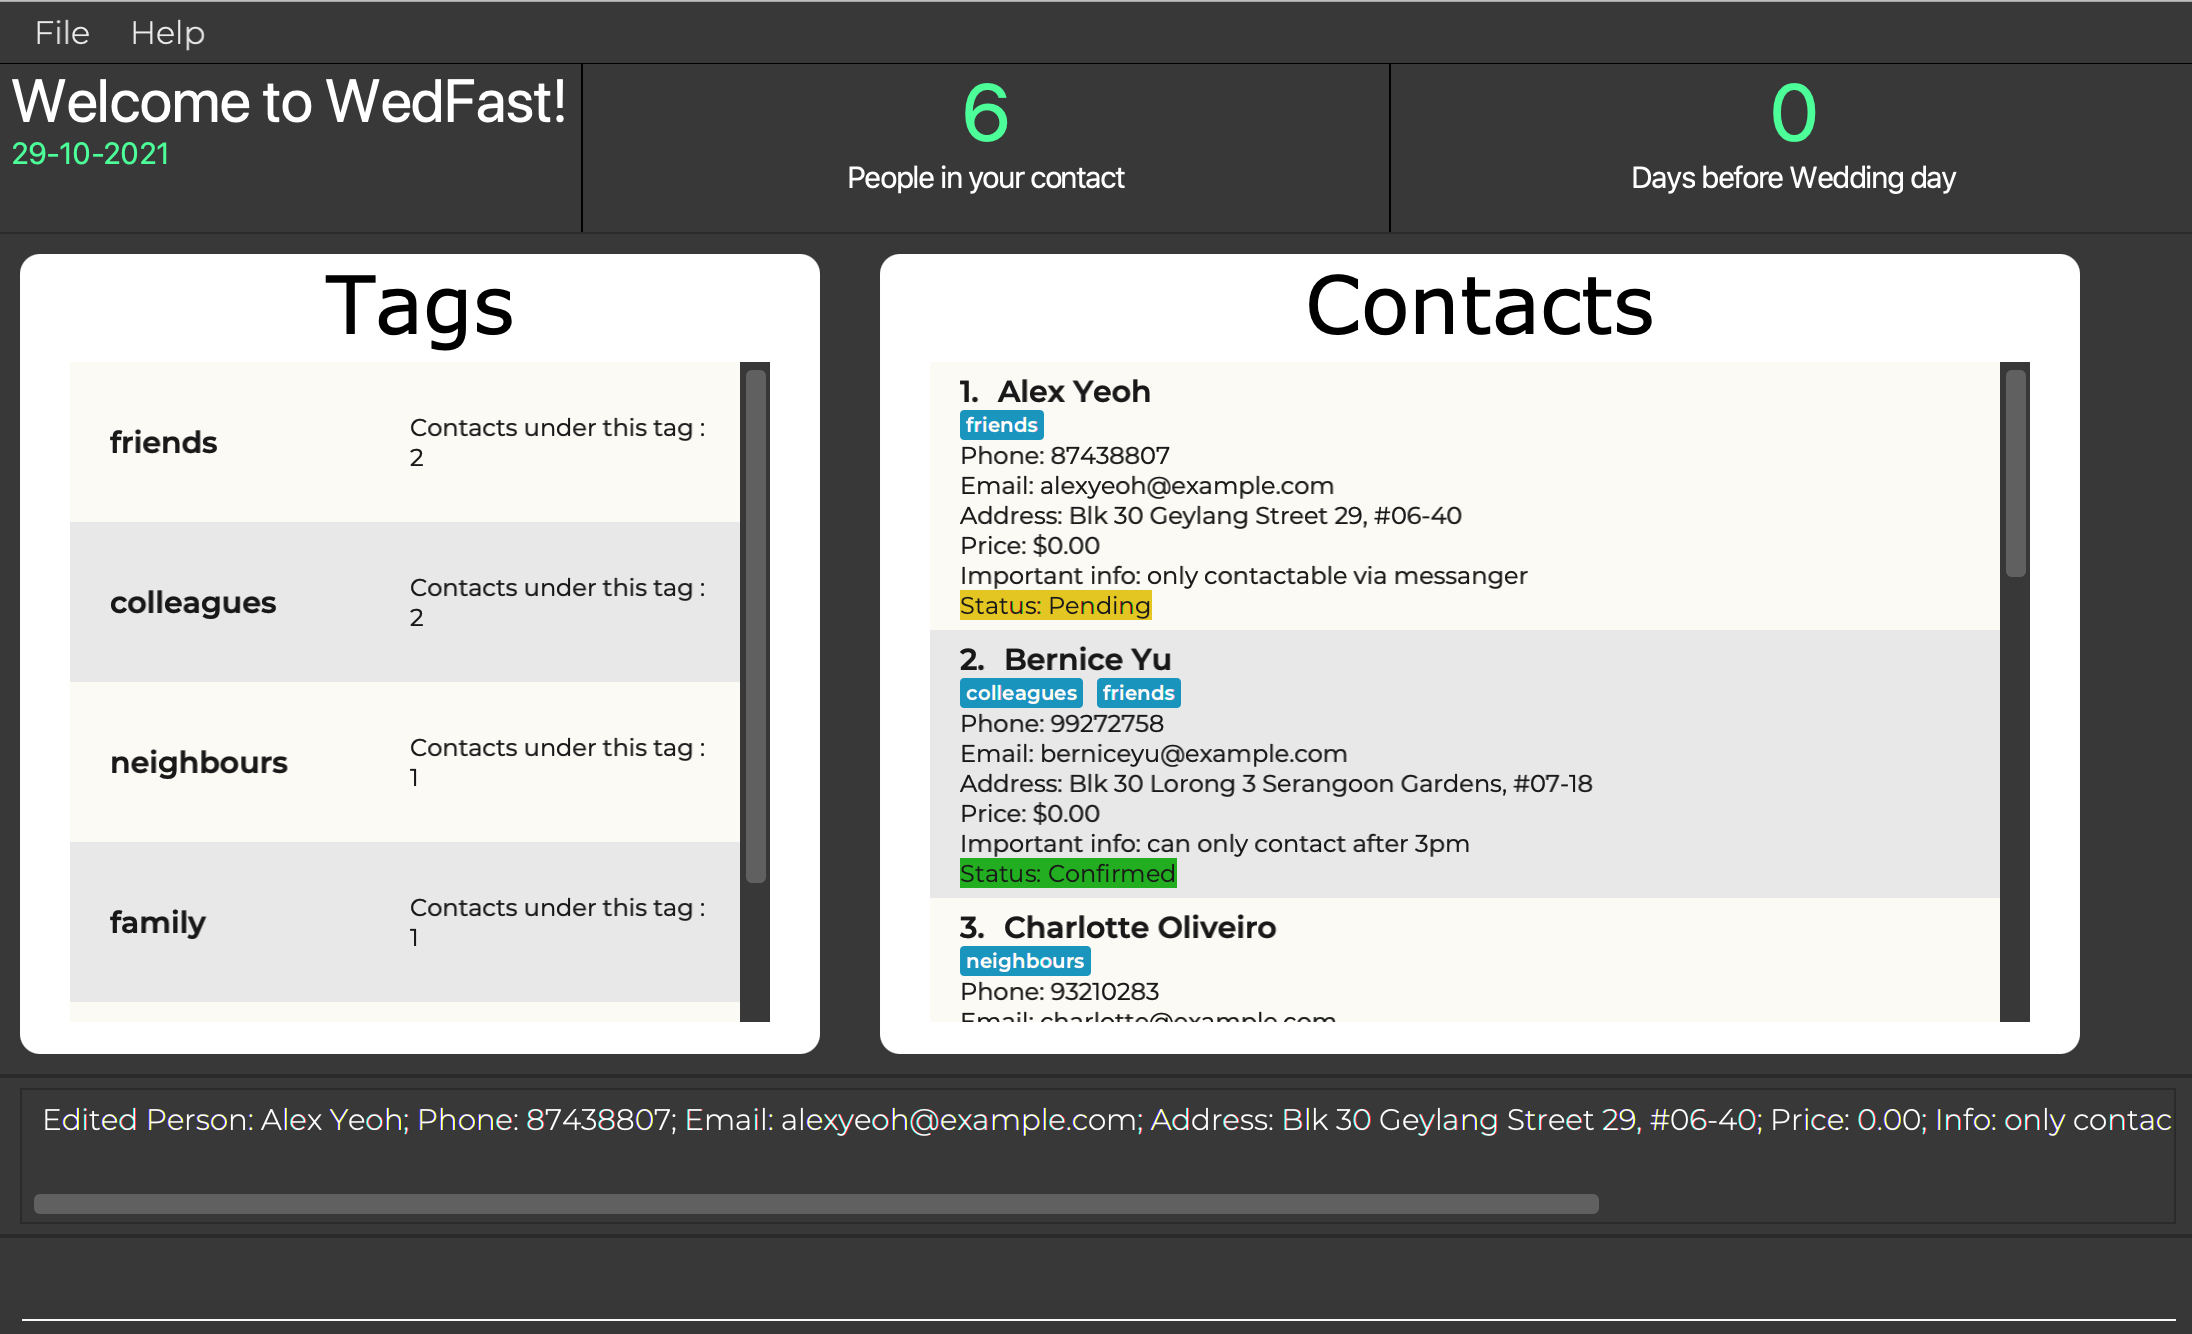 File Help
Welcome to WedFast!
29-10-2021
6
People in your contact
0
Days before Wedding day
Tags
friends
Contacts under this tag :
2
colleagues
Contacts under this tag :
2
neighbours
Contacts under this tag :
1
family
Contacts under this tag :
1
Contacts
1. Alex Yeoh
friends
Phone: 87438807
Email: alexyeoh@example.com
Address: Blk 30 Geylang Street 29, #06-40
Price: $0.00
Important info: only contactable via messanger
Status: Pending
2. Bernice Yu
colleagues friends
Phone: 99272758
Email: berniceyu@example.com
Address: Blk 30 Lorong 3 Serangoon Gardens, #07-18
Price: $0.00
Important info: can only contact after 3pm
Status: Confirmed
3. Charlotte Oliveiro
neighbours
Phone: 93210283
Email: charlotte@example.com
Edited Person: Alex Yeoh; Phone: 87438807; Email: alexyeoh@example.com; Address: Blk 30 Geylang Street 29, #06-40; Price: 0.00; Info: only contac